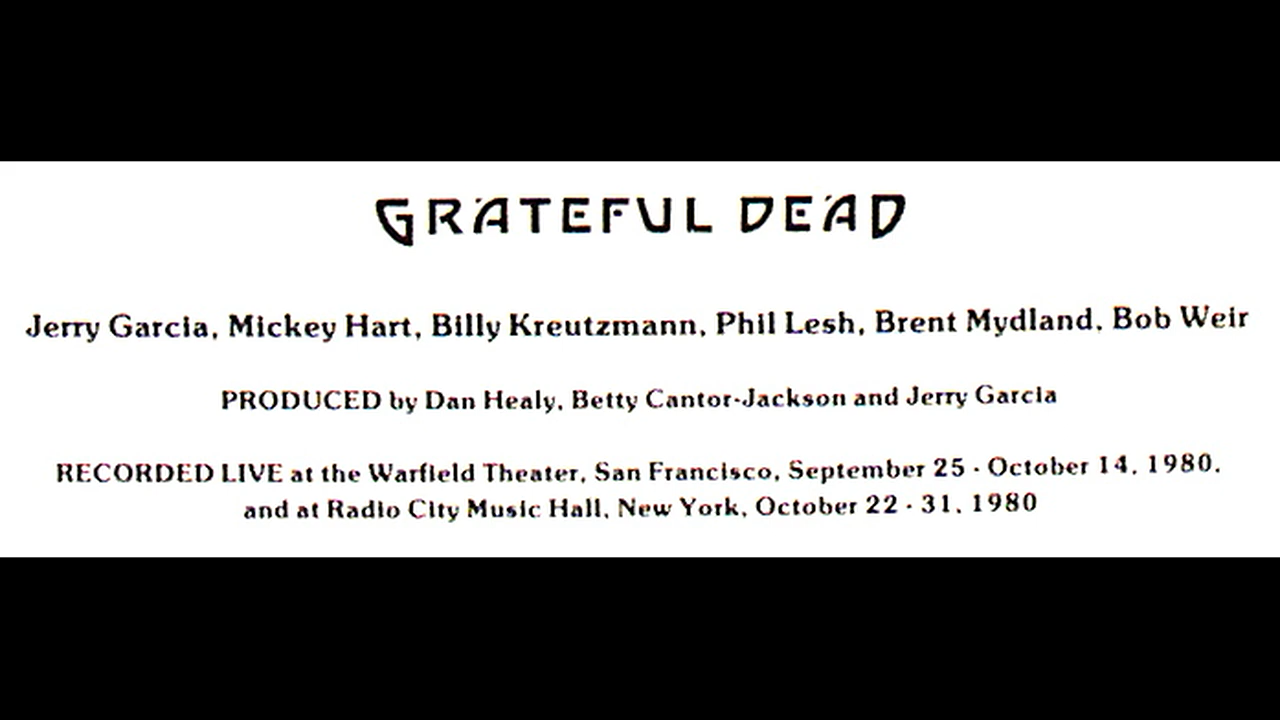 GRATEFUL DEAD
Jerry Garcia, Mickey Hart, Billy Kreutzmann, Phil Lesh, Brent Mydland, Bob Weir
PRODUCED by Dan Healy, Betty Cantor-Jackson and Jerry Garcia
RECORDED LIVE at the Warfield Theater, San Francisco, September 25 - October 14, 1980,
and at Radio City Music Hall, New York, October 22 - 31, 1980